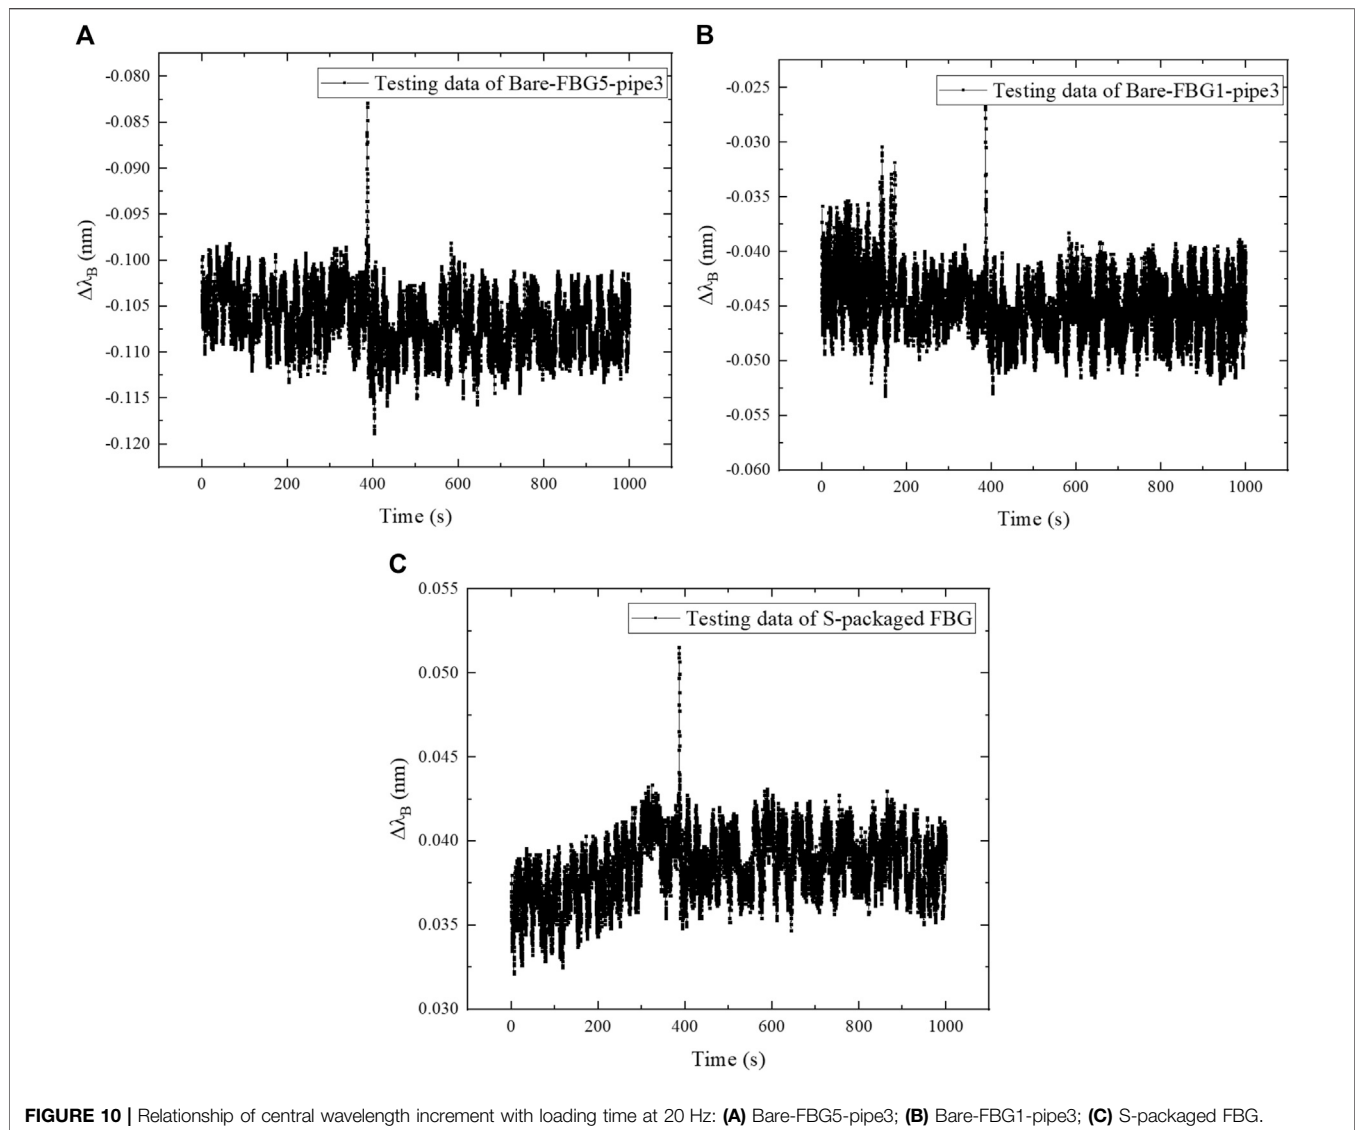 A
Testing data of Bare-FBG5-pipe3
-0.080
-0.085
-0.090
-0.095
-0.100
-0.105
-0.110
-0.115
-0.120
ΔλB (nm)
0 200 400 600 800 1000
Time (s)
B
Testing data of Bare-FBG1-pipe3
-0.025
-0.030
-0.035
-0.040
-0.045
-0.050
-0.055
-0.060
ΔλB (nm)
0 200 400 600 800 1000
Time (s)
C
Testing data of S-packaged FBG
0.055
0.050
0.045
0.040
0.035
0.030
ΔλB (nm)
0 200 400 600 800 1000
Time (s)
FIGURE 10 | Relationship of central wavelength increment with loading time at 20 Hz: (A) Bare-FBG5-pipe3; (B) Bare-FBG1-pipe3; (C) S-packaged FBG.